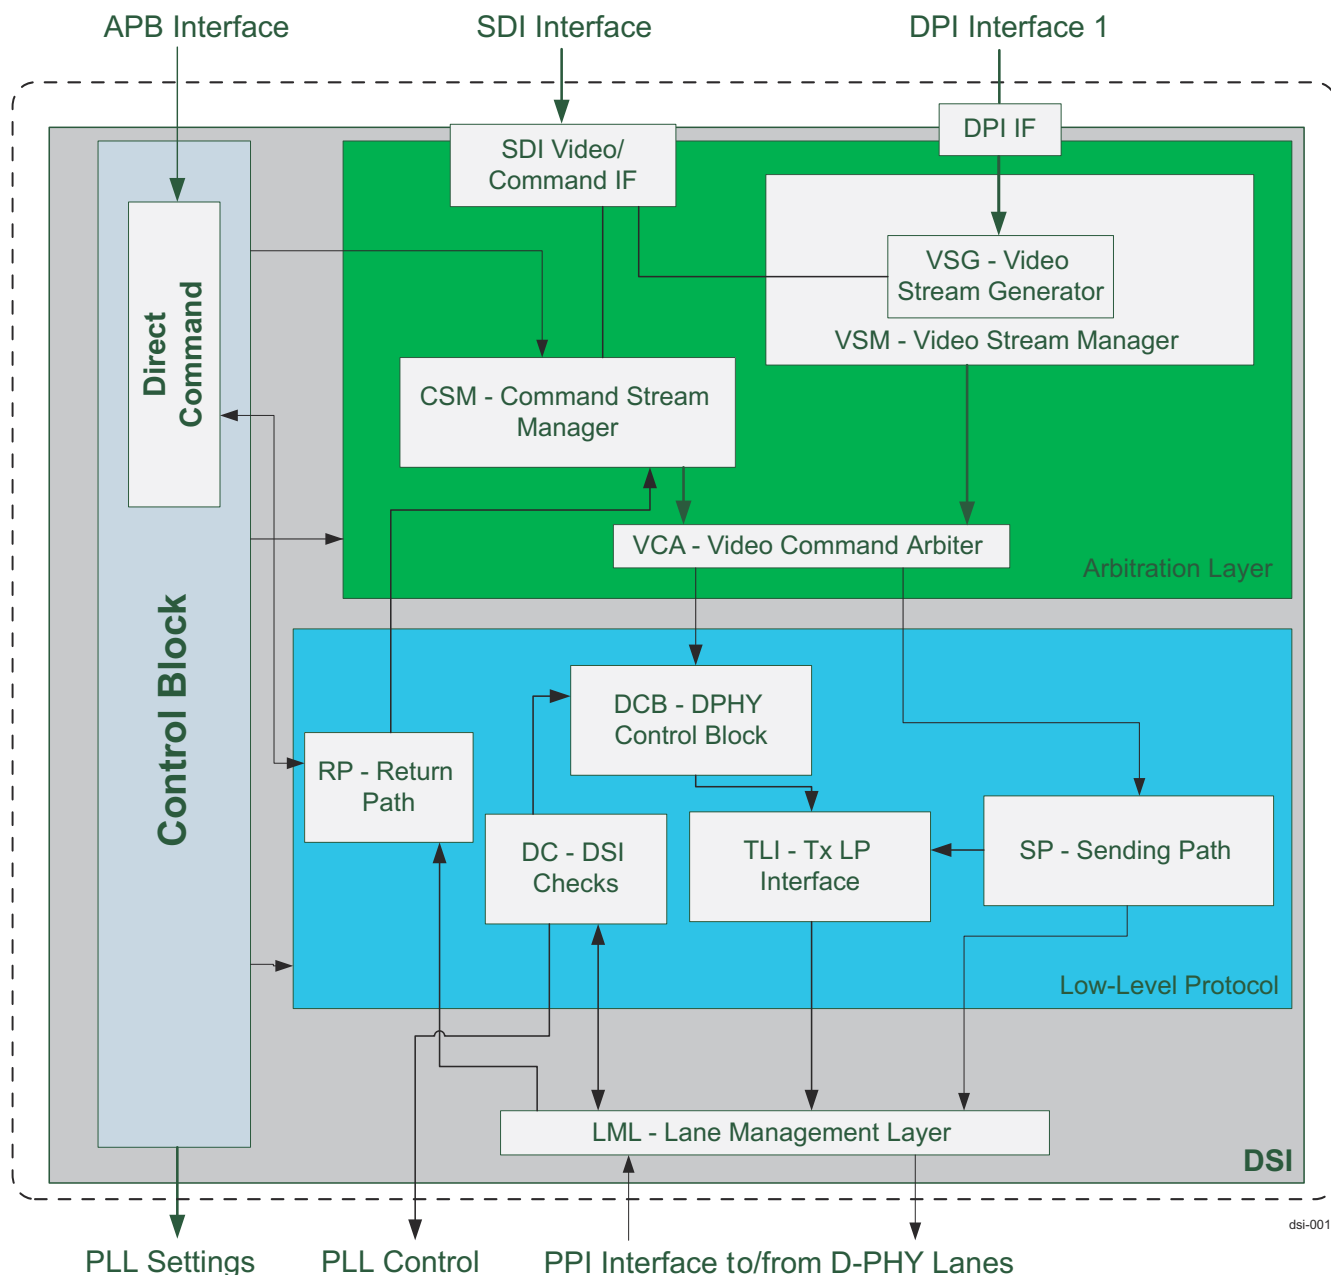 APB Interface
SDI Interface
DPI Interface 1
DPI IF
SDI Video/
Command IF
VSG - Video
Stream Generator
VSM - Video Stream Manager
Direct
Command
CSM - Command Stream
Manager
VCA - Video Command Arbiter
Arbitration Layer
Control Block
DCB - DPHY
Control Block
RP - Return
Path
DC - DSI
Checks
TLI - Tx LP
Interface
SP - Sending Path
Low-Level Protocol
LML - Lane Management Layer
DSI
dsi-001
PLL Settings
PLL Control
PPI Interface to/from D-PHY Lanes